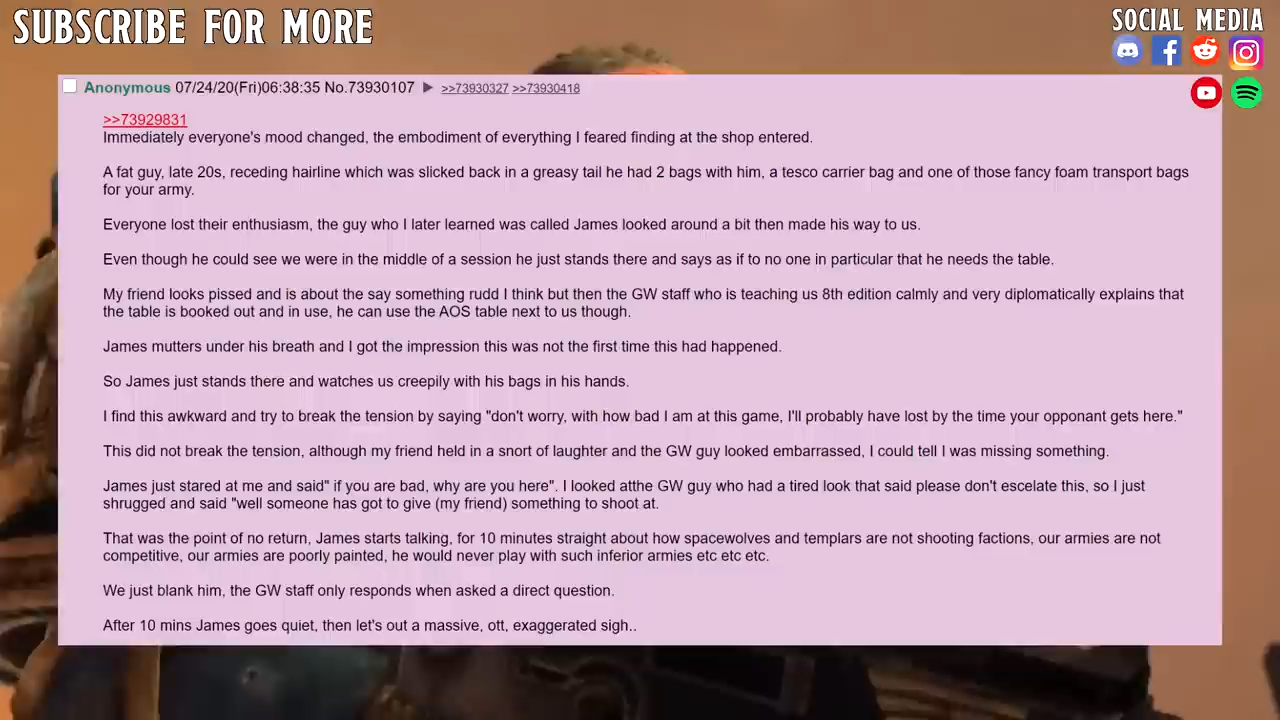 SUBSCRIBE FOR MORE
SOCIAL MEDIA
Anonymous 07/24/20(Fri)06:38:35 No.73930107 ▶ >>73930327 >>73930418
>>73929831
Immediately everyone's mood changed, the embodiment of everything I feared finding at the shop entered.
A fat guy, late 20s, receding hairline which was slicked back in a greasy tail he had 2 bags with him, a tesco carrier bag and one of those fancy foam transport bags
for your army.
Everyone lost their enthusiasm, the guy who I later learned was called James looked around a bit then made his way to us.
Even though he could see we were in the middle of a session he just stands there and says as if to no one in particular that he needs the table.
My friend looks pissed and is about the say something rudd I think but then the GW staff who is teaching us 8th edition calmly and very diplomatically explains that
the table is booked out and in use, he can use the AOS table next to us though.
James mutters under his breath and I got the impression this was not the first time this had happened.
So James just stands there and watches us creepily with his bags in his hands.
I find this awkward and try to break the tension by saying "don't worry, with how bad I am at this game, I'll probably have lost by the time your opponant gets here."
This did not break the tension, although my friend held in a snort of laughter and the GW guy looked embarrassed, I could tell I was missing something.
James just stared at me and said" if you are bad, why are you here". I looked atthe GW guy who had a tired look that said please don't escelate this, so I just
shrugged and said "well someone has got to give (my friend) something to shoot at.
That was the point of no return, James starts talking, for 10 minutes straight about how spacewolves and templars are not shooting factions, our armies are not
competitive, our armies are poorly painted, he would never play with such inferior armies etc etc etc.
We just blank him, the GW staff only responds when asked a direct question.
After 10 mins James goes quiet, then let's out a massive, ott, exaggerated sigh..